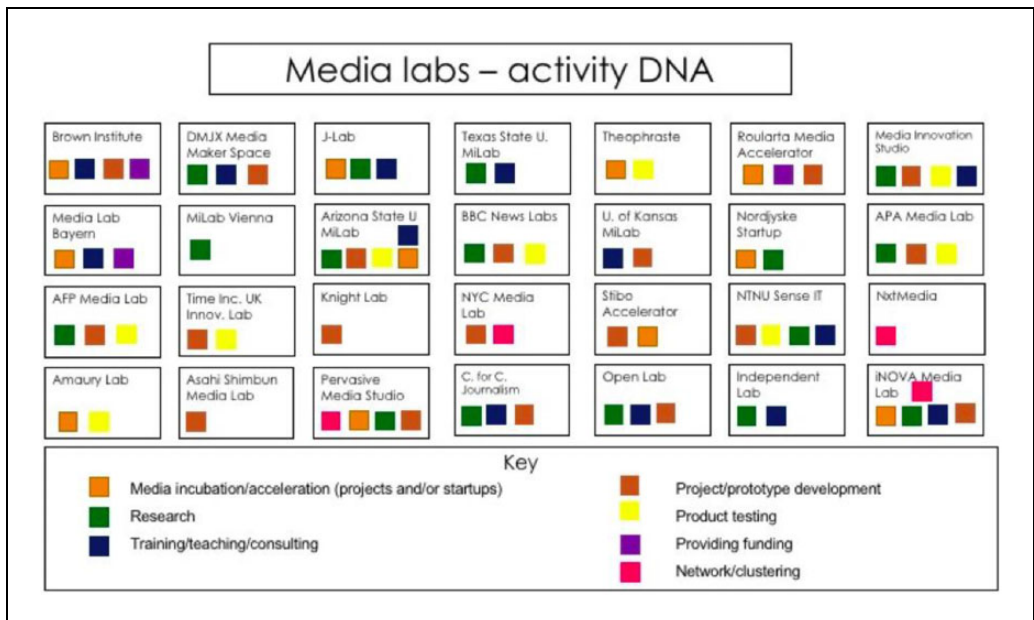 Media labs – activity DNA
Brown Institute
DMJX Media
Maker Space
J-Lab
Texas State U.
MiLab
Theophraste
Roularta Media
Accelerator
Media Innovation
Studio
Media Lab
Bayern
MiLab Vienna
Arizona State U
MiLab
BBC News Labs
U. of Kansas
MiLab
Nordjyske
Startup
APA Media Lab
AFP Media Lab
Time Inc. UK
Innov. Lab
Knight Lab
NYC Media
Lab
Stibo
Accelerator
NTNU Sense IT
NxtMedia
Amaury Lab
Asahi Shimbun
Media Lab
Pervasive
Media Studio
C. for C.
Journalism
Open Lab
Independent
Lab
iNOVA Media
Lab
Key
Media incubation/acceleration (projects and/or startups)
Research
Training/teaching/consulting
Project/prototype development
Product testing
Providing funding
Network/clustering